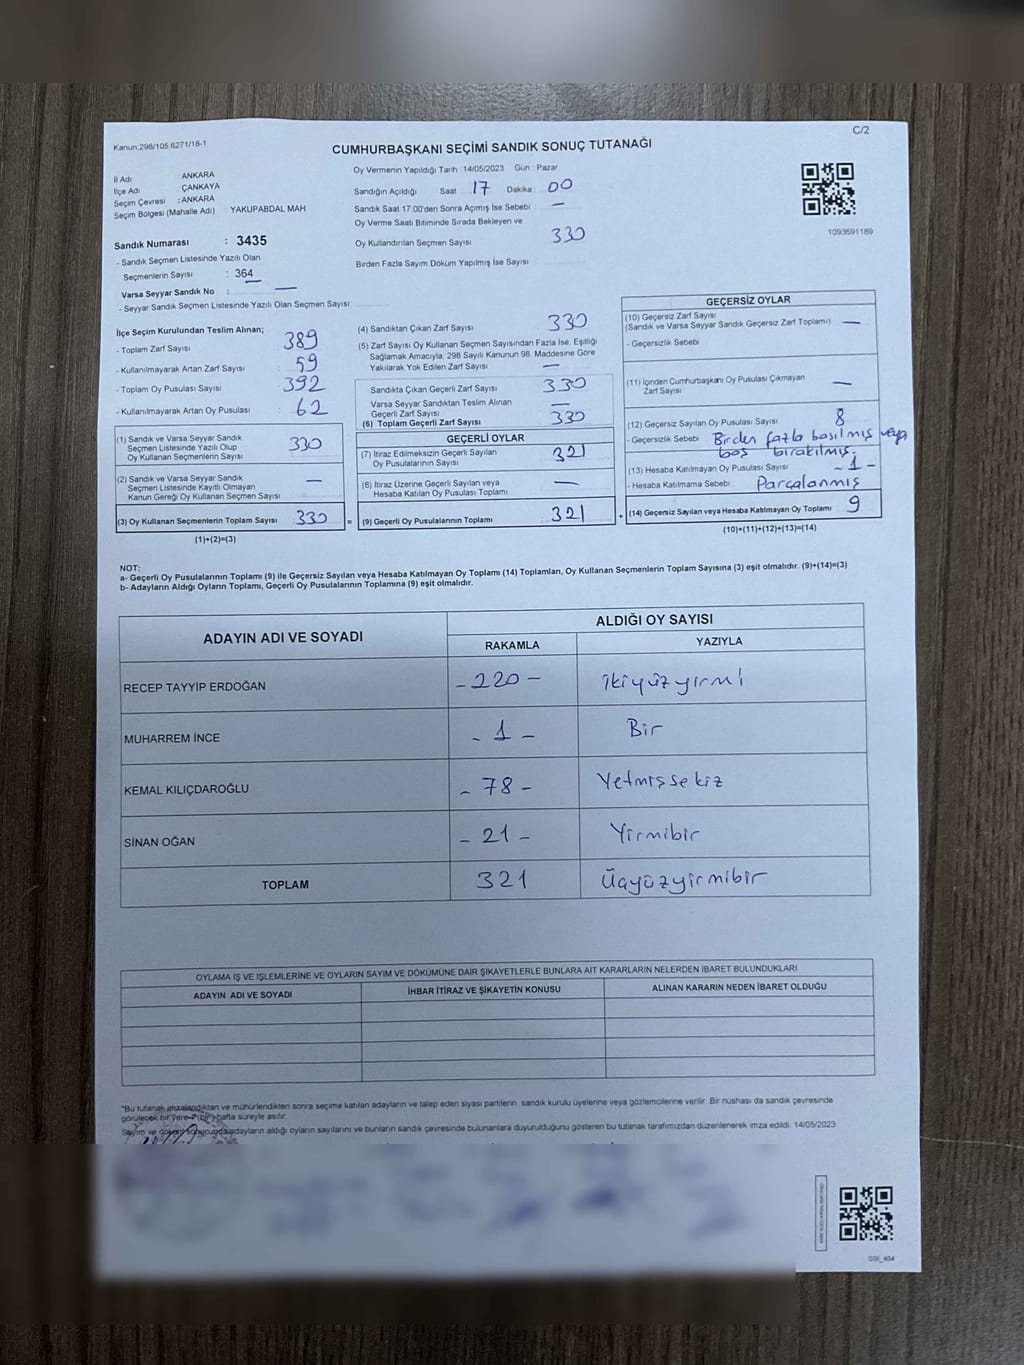 C/2
Kanun;298/105.6271/18-1
CUMHURBAŞKANI SEÇİMİ SANDIK SONUÇ TUTANAĞI
İl Adı ANKARA
İlçe Adı ÇANKAYA
Seçim Çevresi : ANKARA
Seçim Bölgesi (Mahalle Adı) : YAKUPABDAL MAH
Sandık Numarası : 3435
- Sandık Seçmen Listesinde Yazılı Olan
Seçmenlerin Sayısı : 364
Varsa Seyyar Sandık No : —
- Seyyar Sandık Seçmen Listesinde Yazılı Olan Seçmen Sayısı:
Oy Vermenin Yapıldığı Tarih 14/05/2023 Gün : Pazar
Sandığın Açıldığı Saat 17 Dakika : 00
Sandık Saat 17.00'den Sonra Açımış İse Sebebi : —
Oy Verme Saati Bitiminde Sırada Bekleyen ve
Oy Kullandırılan Seçmen Sayısı 330
Birden Fazla Sayım Döküm Yapılmış İse Sayısı
1093691189
İlçe Seçim Kurulundan Teslim Alınan;
- Toplam Zarf Sayısı : 389
- Kullanılmayarak Artan Zarf Sayısı : 59
- Toplam Oy Pusulası Sayısı : 392
- Kullanılmayarak Artan Oy Pusulası : 62
(1) Sandık ve Varsa Seyyar Sandık
Seçmen Listesinde Yazılı Olup
Oy Kullanan Seçmenlerin Sayısı 330
(2) Sandık ve Varsa Seyyar Sandık
Seçmen Listesinde Kayıtlı Olmayan
Kanun Gereği Oy Kullanan Seçmen Sayısı —
(3) Oy Kullanan Seçmenlerin Toplam Sayısı 330 =
(1)+(2)=(3)
(4) Sandıktan Çıkan Zarf Sayısı 330
(5) Zarf Sayısı Oy Kullanan Seçmen Sayısından Fazla İse, Eşitliği
Sağlamak Amacıyla, 298 Sayılı Kanunun 98. Maddesine Göre
Yakılarak Yok Edilen Zarf Sayısı —
Sandıkta Çıkan Geçerli Zarf Sayısı 330
Varsa Seyyar Sandıktan Teslim Alınan
Geçerli Zarf Sayısı —
(6) Toplam Geçerli Zarf Sayısı 330
GEÇERLİ OYLAR
(7) İtiraz Edilmeksizin Geçerli Sayılan
Oy Pusulalarının Sayısı 321
(8) İtiraz Üzerine Geçerli Sayılan veya
Hesaba Katılan Oy Pusulası Toplamı —
(9) Geçerli Oy Pusulalarının Toplamı 321 +
GEÇERSİZ OYLAR
(10) Geçersiz Zarf Sayısı
(Sandık ve Varsa Seyyar Sandık Geçersiz Zarf Toplamı) —
- Geçersizlik Sebebi
(11) İçinden Cumhurbaşkanı Oy Pusulası Çıkmayan
Zarf Sayısı —
(12) Geçersiz Sayılan Oy Pusulası Sayısı 8
- Geçersizlik Sebebi Birden fazla basılmış veya
boş bırakılmış.
(13) Hesaba Katılmayan Oy Pusulası Sayısı - 1 -
- Hesaba Katılmama Sebebi : Parçalanmış
(14) Geçersiz Sayılan veya Hesaba Katılmayan Oy Toplamı 9
(10)+(11)+(12)+(13)=(14)
NOT:
a- Geçerli Oy Pusulalarının Toplamı (9) ile Geçersiz Sayılan veya Hesaba Katılmayan Oy Toplamı (14) Toplamları, Oy Kullanan Seçmenlerin Toplam Sayısına (3) eşit olmalıdır. (9)+(14)=(3)
b- Adayların Aldığı Oyların Toplamı, Geçerli Oy Pusulalarının Toplamına (9) eşit olmalıdır.
ADAYIN ADI VE SOYADI ALDIĞI OY SAYISI
RAKAMLA YAZIYLA
RECEP TAYYİP ERDOĞAN - 220 - ikiyüzyirmi
MUHARREM İNCE - 1 - Bir
KEMAL KILIÇDAROĞLU - 78 - Yetmişsekiz
SİNAN OĞAN - 21 - Yirmibir
TOPLAM 321 Üçyüzyirmibir
OYLAMA İŞ VE İŞLEMLERİNE VE OYLARIN SAYIM VE DÖKÜMÜNE DAİR ŞİKAYETLERLE BUNLARA AİT KARARLARIN NELERDEN İBARET BULUNDUKLARI
ADAYIN ADI VE SOYADI İHBAR İTİRAZ VE ŞİKAYETİN KONUSU ALINAN KARARIN NEDEN İBARET OLDUĞU
*Bu tutanak imzalandıktan ve mühürlendikten sonra seçime katılan adayların ve talep eden siyasi partilerin sandık kurulu üyelerine veya gözlemcilerine verilir. Bir nüshası da sandık çevresinde
görülecek bir yere (bir) hafta süreyle asılır.
Sayım ve döküm sonucunda adayların aldığı oyların sayılarını ve bunların sandık çevresinde bulunanlara duyurulduğunu gösteren bu tutanak tarafımızdan düzenlenerek imza edildi. 14/05/2023
GSI_464